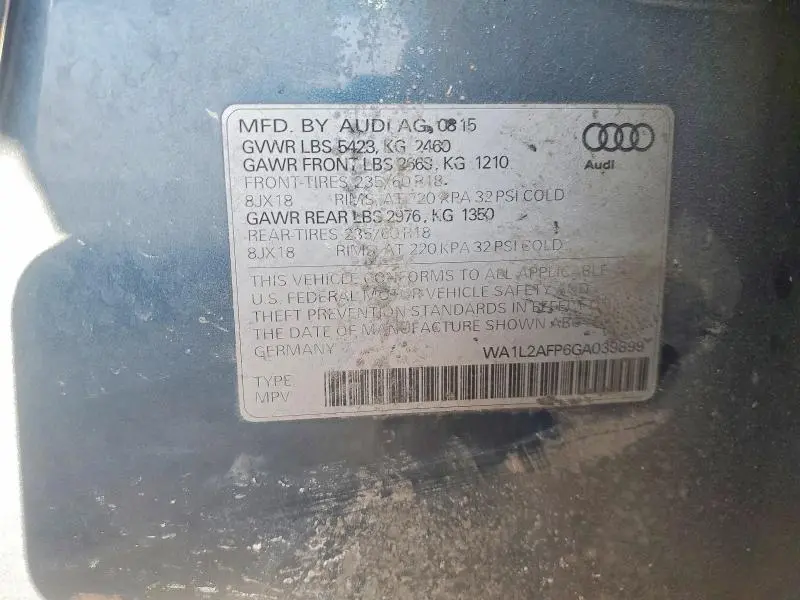 MFD. BY AUDI AG, 08 15
GVWR LBS 5423, KG 2460
GAWR FRONT LBS 2668, KG 1210
FRONT-TIRES 235/60 R18
8JX18 RIMS, AT 220 KPA 32 PSI COLD
GAWR REAR LBS 2976, KG 1350
REAR-TIRES 235/60 R18
8JX18 RIMS, AT 220 KPA 32 PSI COLD
THIS VEHICLE CONFORMS TO ALL APPLICABLE
U.S. FEDERAL MOTOR VEHICLE SAFETY AND
THEFT PREVENTION STANDARDS IN EFFECT
THE DATE OF MANUFACTURE SHOWN
GERMANY WA1L2AFP6GA039899
TYPE
MPV
Audi